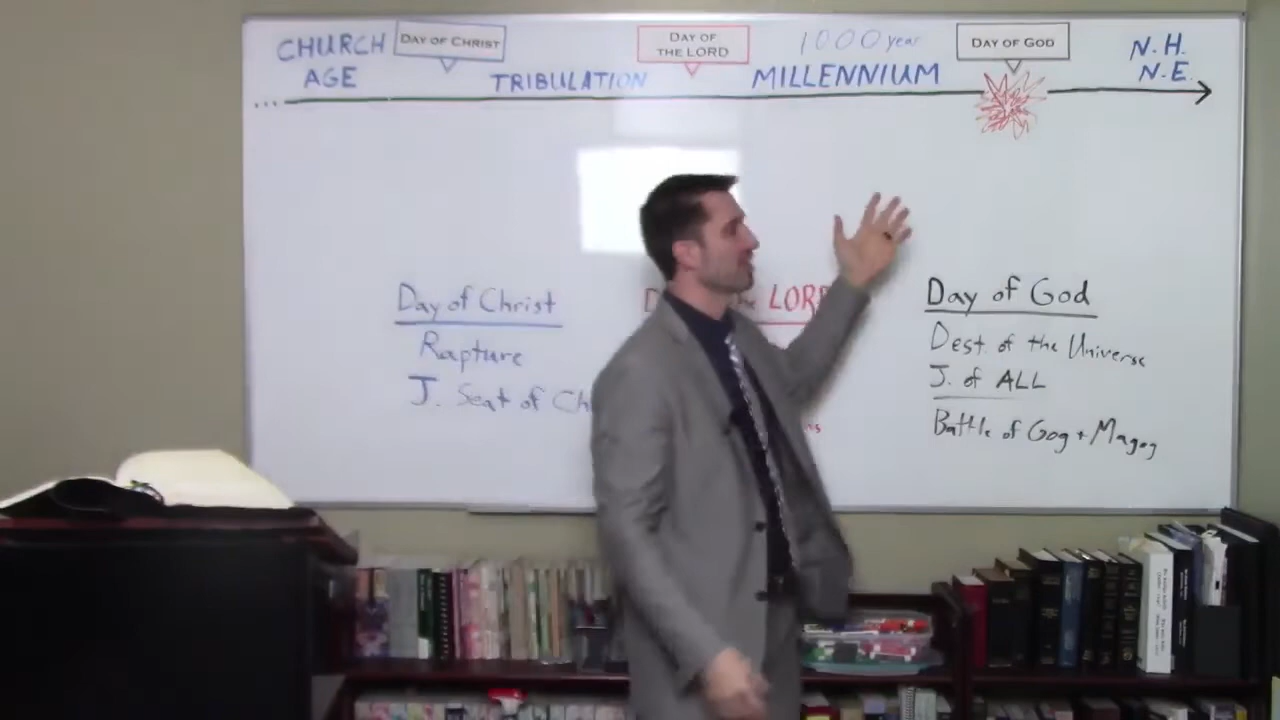 CHURCH
AGE
DAY OF CHRIST
TRIBULATION
DAY OF
THE LORD
1000 year
MILLENNIUM
DAY OF GOD
N.H.
N.E.
...
Day of Christ
Rapture
J. Seat of Ch
LOR
Day of God
Dest. of the Universe
J. of ALL
Battle of Gog + Magog